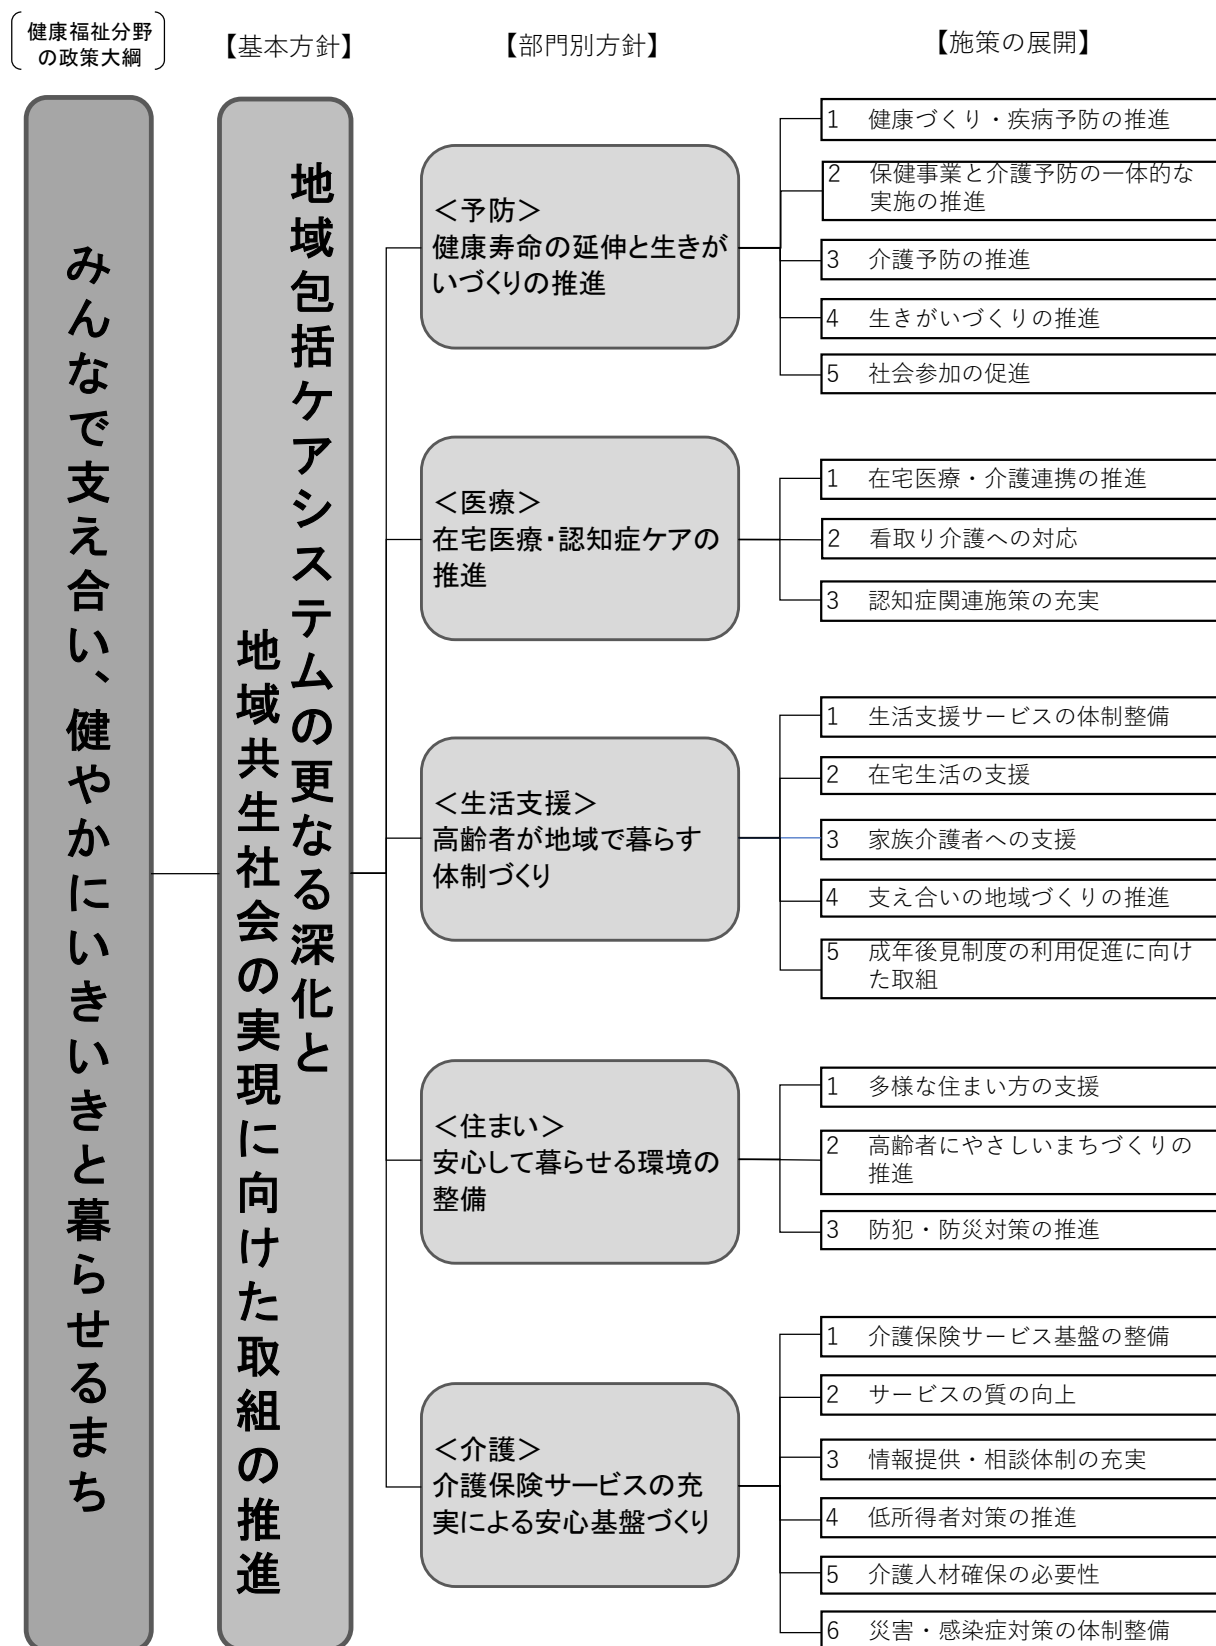 健康福祉分野
の政策大綱
【基本方針】
【部門別方針】
【施策の展開】
みんなで支え合い、健やかにいきいきと暮らせるまち
地域包括ケアシステムの更なる深化と
地域共生社会の実現に向けた取組の推進
＜予防＞
健康寿命の延伸と生きが
いづくりの推進
1 健康づくり・疾病予防の推進
2 保健事業と介護予防の一体的な
実施の推進
3 介護予防の推進
4 生きがいづくりの推進
5 社会参加の促進
＜医療＞
在宅医療・認知症ケアの
推進
1 在宅医療・介護連携の推進
2 看取り介護への対応
3 認知症関連施策の充実
＜生活支援＞
高齢者が地域で暮らす
体制づくり
1 生活支援サービスの体制整備
2 在宅生活の支援
3 家族介護者への支援
4 支え合いの地域づくりの推進
5 成年後見制度の利用促進に向け
た取組
＜住まい＞
安心して暮らせる環境の
整備
1 多様な住まい方の支援
2 高齢者にやさしいまちづくりの
推進
3 防犯・防災対策の推進
＜介護＞
介護保険サービスの充
実による安心基盤づくり
1 介護保険サービス基盤の整備
2 サービスの質の向上
3 情報提供・相談体制の充実
4 低所得者対策の推進
5 介護人材確保の必要性
6 災害・感染症対策の体制整備